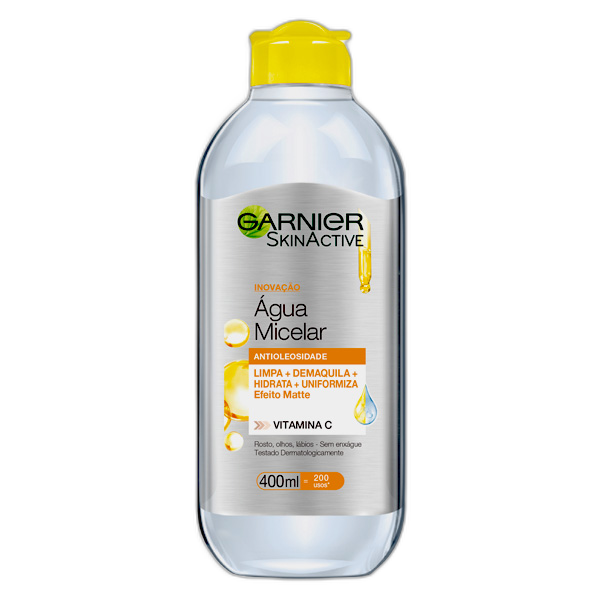 GARNIER
SKINACTIVE
INOVAÇÃO
Água
Micelar
ANTIOLEOSIDADE
LIMPA + DEMAQUILA +
HIDRATA + UNIFORMIZA
Efeito Matte
VITAMINA C
Rosto, olhos, lábios - Sem enxágue
Testado Dermatologicamente
400ml = 200
usos*